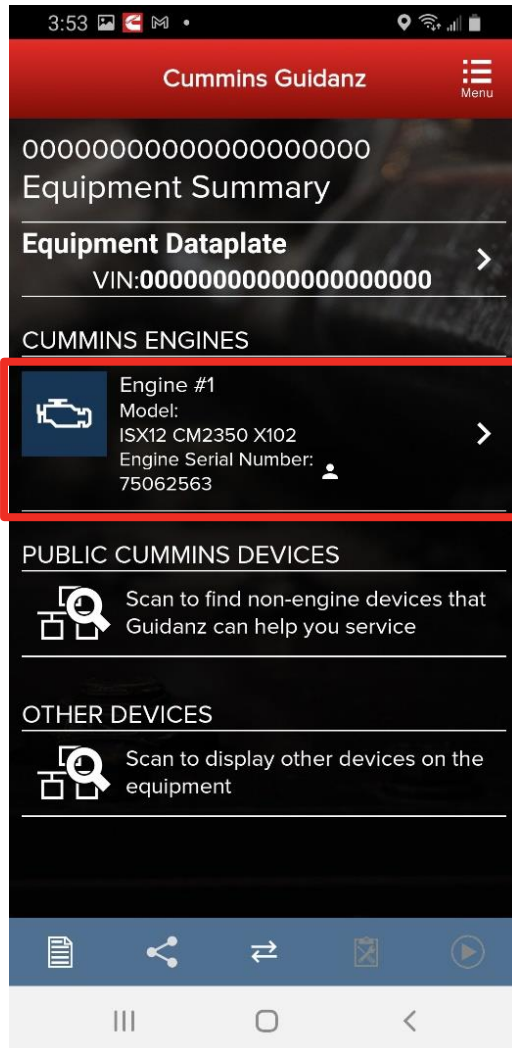 3:53
Cummins Guidanz
Menu
00000000000000000000
Equipment Summary
Equipment Dataplate
VIN:00000000000000000000
CUMMINS ENGINES
Engine #1
Model:
ISX12 CM2350 X102
Engine Serial Number:
75062563
PUBLIC CUMMINS DEVICES
Scan to find non-engine devices that
Guidanz can help you service
OTHER DEVICES
Scan to display other devices on the
equipment